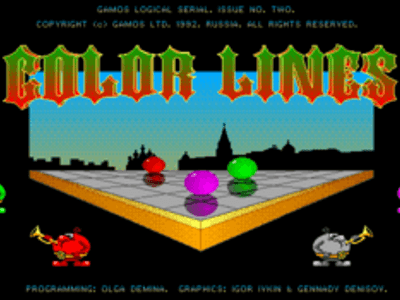 GAMOS LOGICAL SERIAL. ISSUE NO. TWO.
COPYRIGHT (c) GAMOS LTD. 1992, RUSSIA. ALL RIGHTS RESERVED.
COLOR LINES
PROGRAMMING: OLGA DEMINA. GRAPHICS: IGOR IVKIN & GENNADY DENISOV.